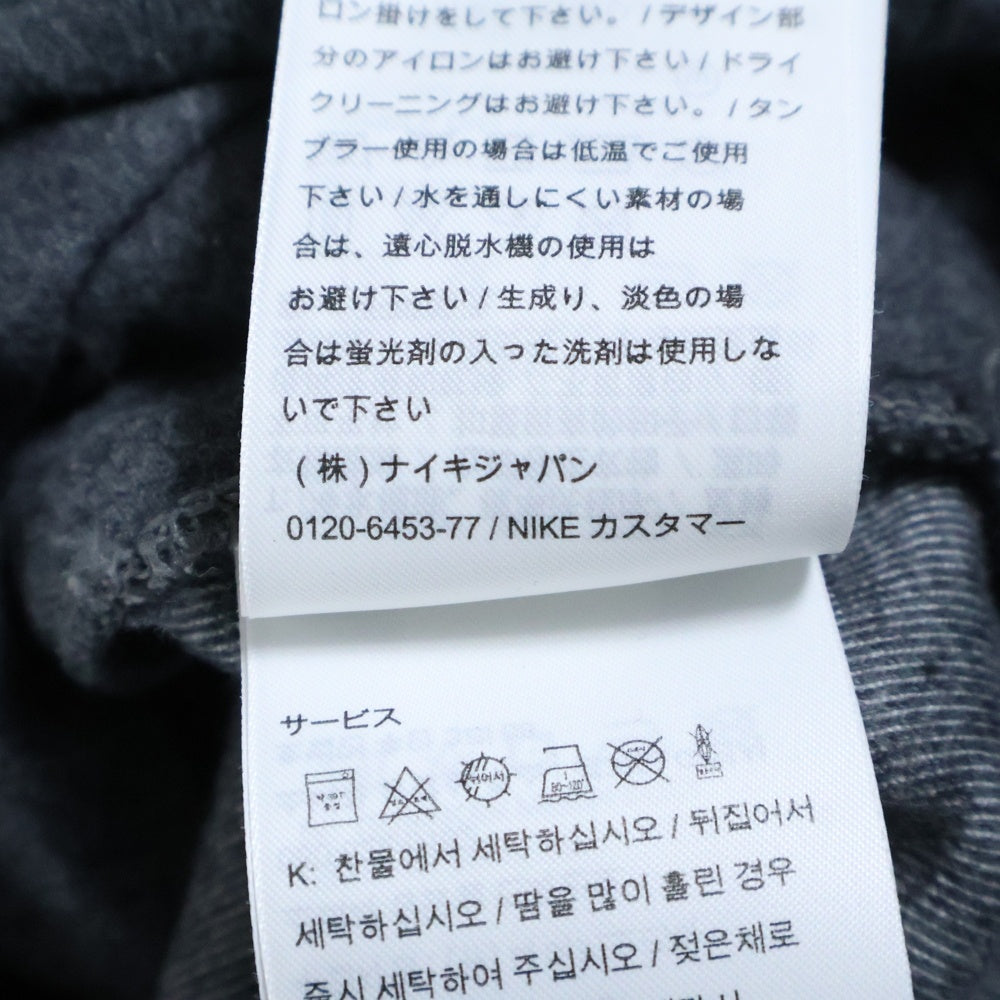 ロン掛けをして下さい。/ デザイン部
分のアイロンはお避け下さい / ドライ
クリーニングはお避け下さい。/ タン
ブラー使用の場合は低温でご使用
下さい / 水を通しにくい素材の場
合は、遠心脱水機の使用は
お避け下さい / 生成り、淡色の場
合は蛍光剤の入った洗剤は使用しな
いで下さい
(株)ナイキジャパン
0120-6453-77 / NIKE カスタマー
サービス
80~120°
K: 찬물에서 세탁하십시오 / 뒤집어서
세탁하십시오 / 땀을 많이 흘린 경우
즉시 세탁하여 주십시오 / 젖은채로